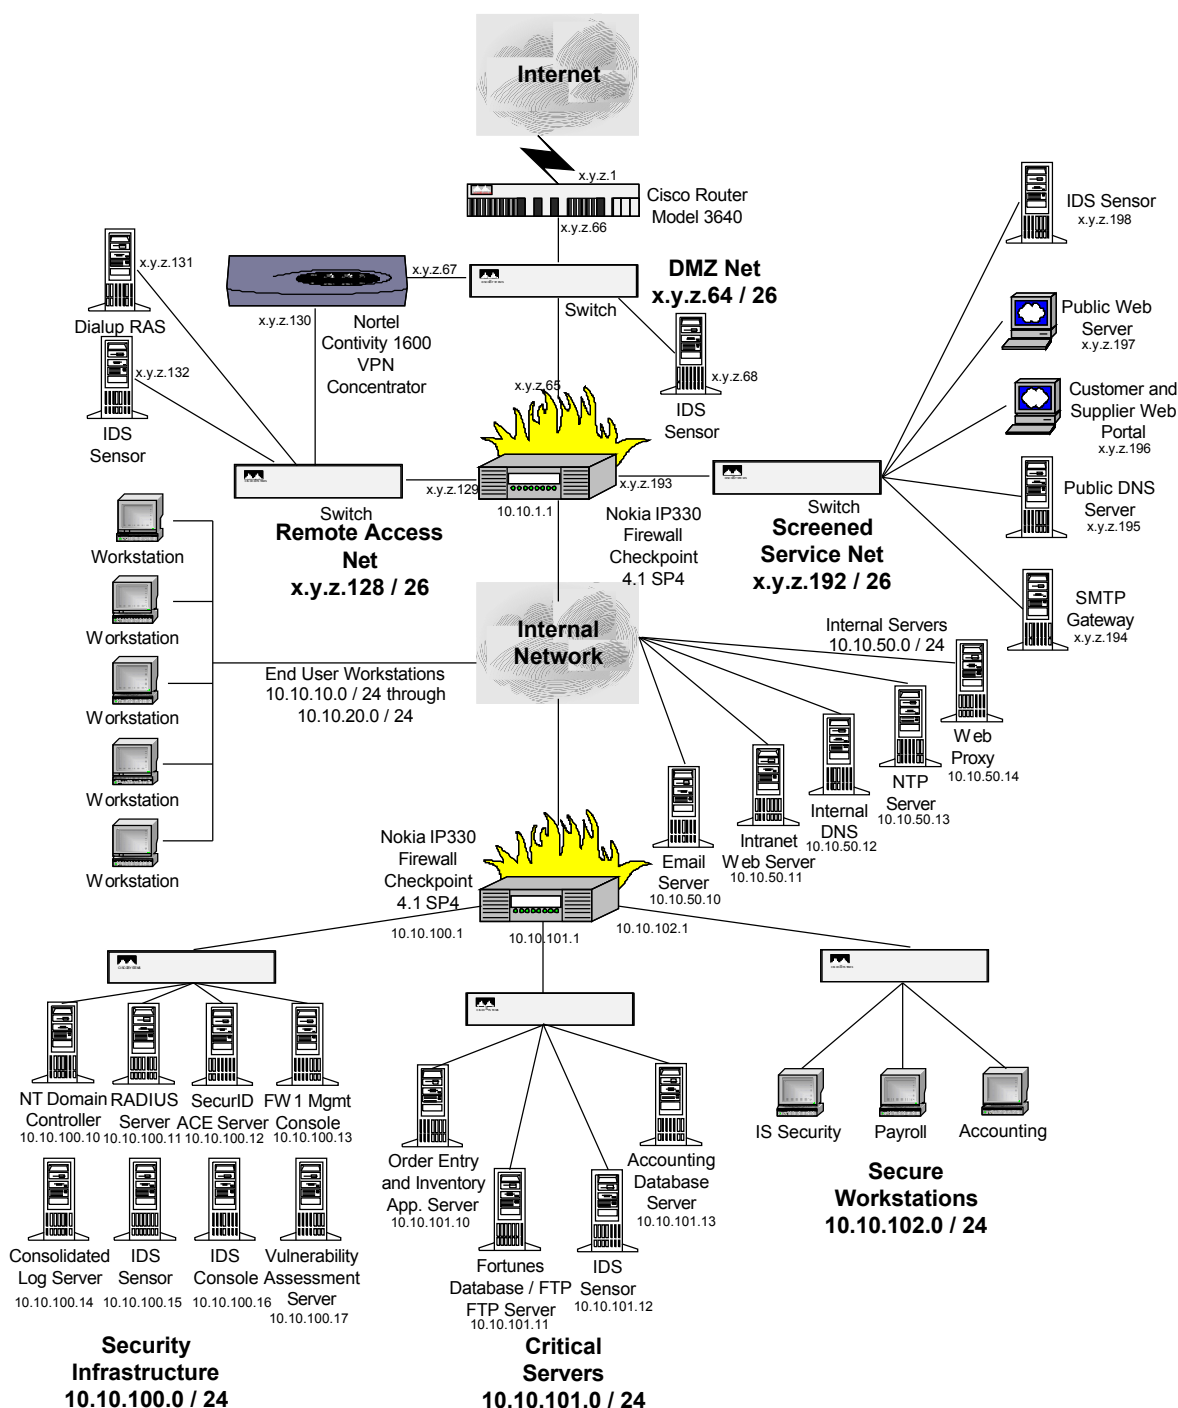 Internet
x.y.z.1
Cisco Router
Model 3640
x.y.z.66
IDS Sensor
x.y.z.198
x.y.z.131
Dialup RAS
x.y.z.67
x.y.z.130
Nortel
Contivity 1600
VPN
Concentrator
Switch
DMZ Net
x.y.z.64 / 26
x.y.z.68
IDS
Sensor
Public Web
Server
x.y.z.197
Customer and
Supplier Web
Portal
x.y.z.196
x.y.z.132
IDS
Sensor
x.y.z.65
x.y.z.129
10.10.1.1
x.y.z.193
Switch
Remote Access
Net
x.y.z.128 / 26
Nokia IP330
Firewall
Checkpoint
4.1 SP4
Switch
Screened
Service Net
x.y.z.192 / 26
Public DNS
Server
x.y.z.195
SMTP
Gateway
x.y.z.194
Workstation
Workstation
Workstation
Workstation
Workstation
Internal
Network
End User Workstations
10.10.10.0 / 24 through
10.10.20.0 / 24
Internal Servers
10.10.50.0 / 24
Web
Proxy
10.10.50.14
NTP
Server
10.10.50.13
Internal
DNS
10.10.50.12
Intranet
Web Server
10.10.50.11
Email
Server
10.10.50.10
Nokia IP330
Firewall
Checkpoint
4.1 SP4
10.10.100.1
10.10.101.1
10.10.102.1
NT Domain
Controller
10.10.100.10
RADIUS
Server
10.10.100.11
SecurID
ACE Server
10.10.100.12
FW1 Mgmt
Console
10.10.100.13
Consolidated
Log Server
10.10.100.14
IDS
Sensor
10.10.100.15
IDS
Console
10.10.100.16
Vulnerability
Assessment
Server
10.10.100.17
Security
Infrastructure
10.10.100.0 / 24
Order Entry
and Inventory
App. Server
10.10.101.10
Fortunes
Database / FTP
FTP Server
10.10.101.11
IDS
Sensor
10.10.101.12
Accounting
Database
Server
10.10.101.13
Critical
Servers
10.10.101.0 / 24
IS Security
Payroll
Accounting
Secure
Workstations
10.10.102.0 / 24